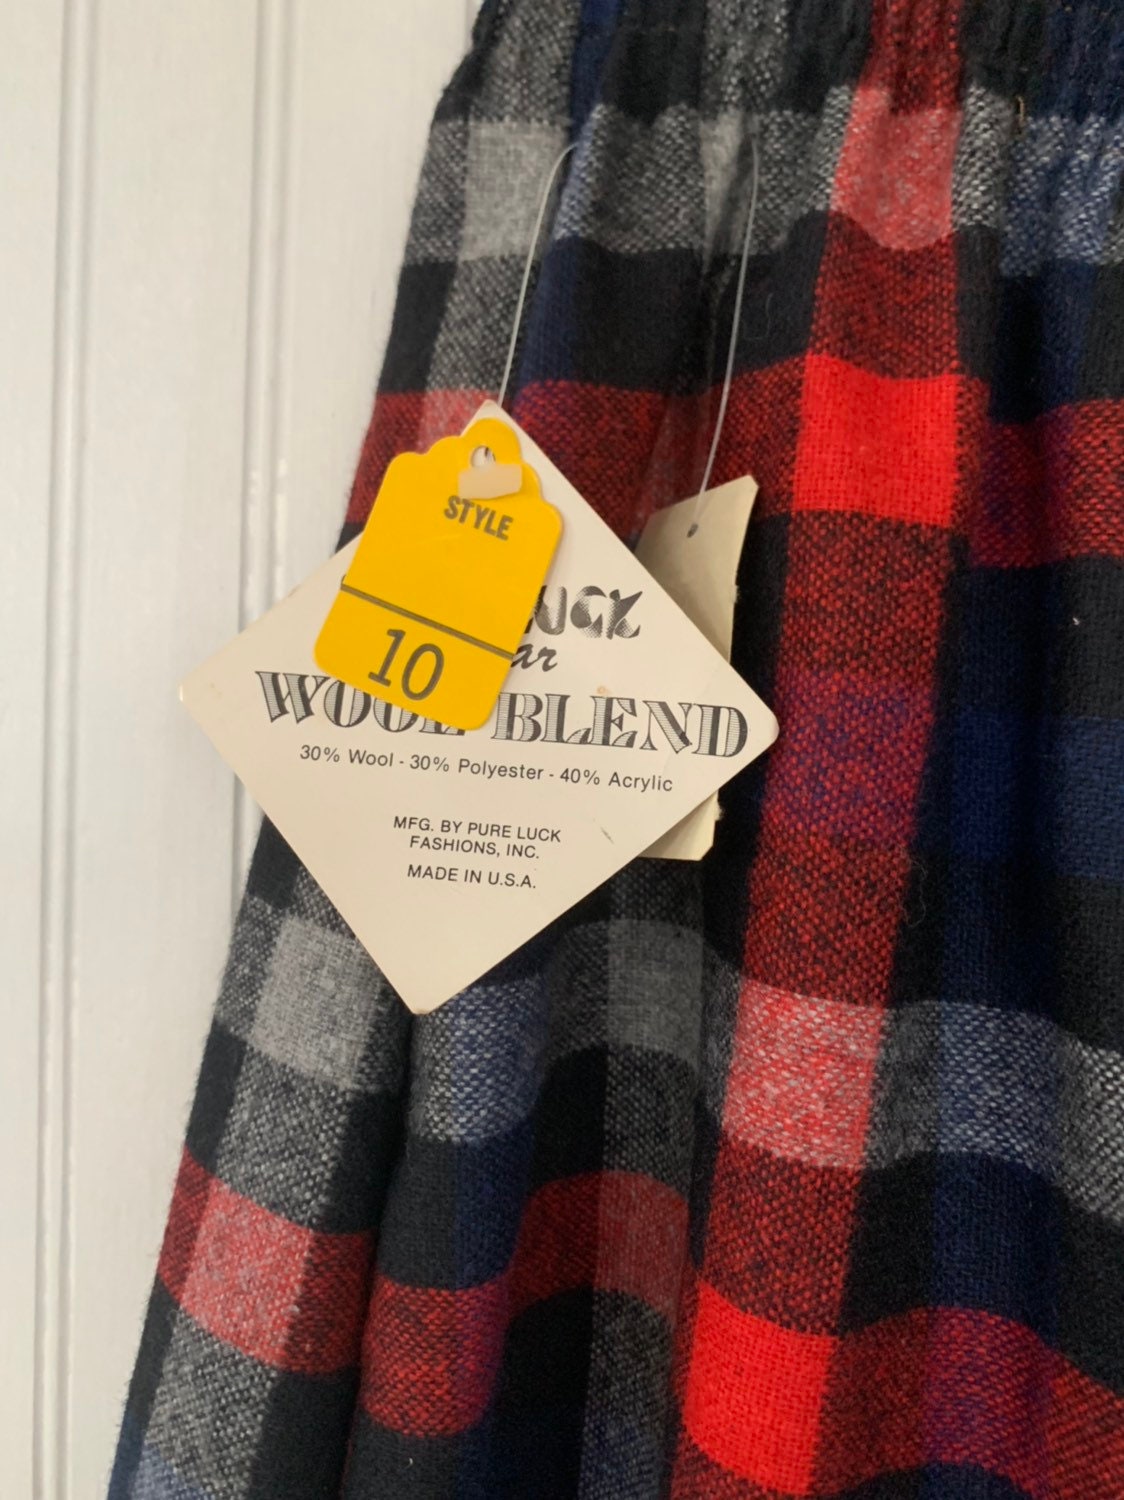 STYLE
10
WOOL BLEND
30% Wool - 30% Polyester - 40% Acrylic
MFG. BY PURE LUCK
FASHIONS, INC.
MADE IN U.S.A.